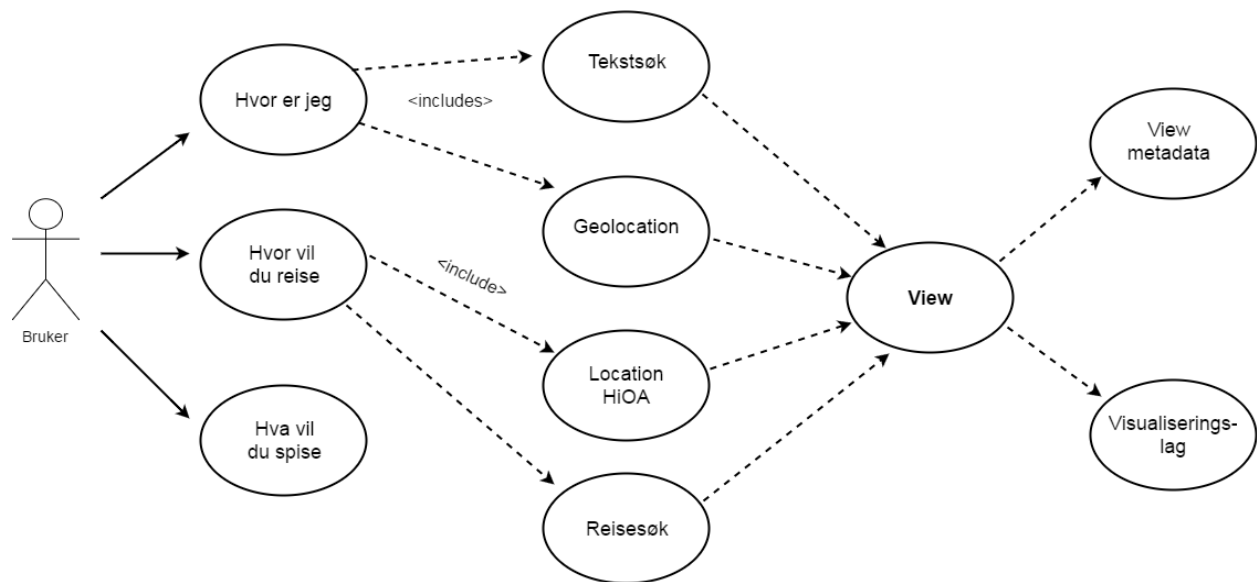 Tekstsøk
Hvor er jeg
<includes>
View
metadata
Geolocation
Hvor vil
du reise
<include>
View
Bruker
Location
HiOA
Hva vil
du spise
Visualiserings-
lag
Reisesøk